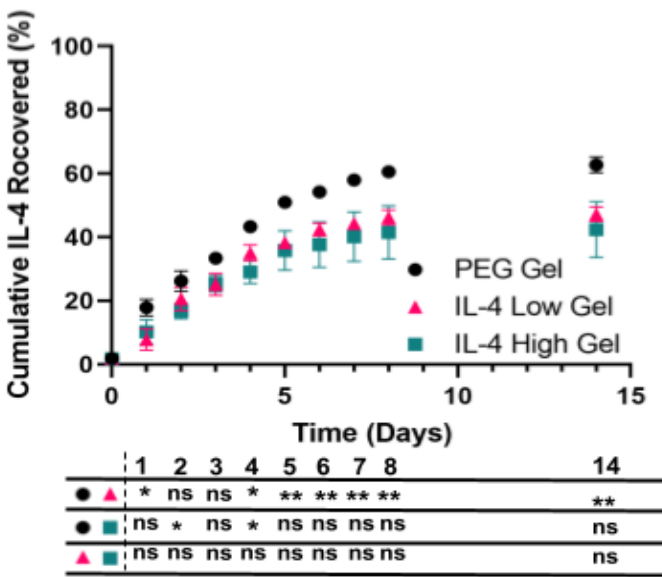 Cumulative IL-4 Rocovered (%)
100
80
60
40
20
0
0 5 10 15
PEG Gel
IL-4 Low Gel
IL-4 High Gel
Time (Days)
1 2 3 4 5 6 7 8 14
* ns ns * ** ** ** ** **
ns * ns * ns ns ns ns ns
ns ns ns ns ns ns ns ns ns